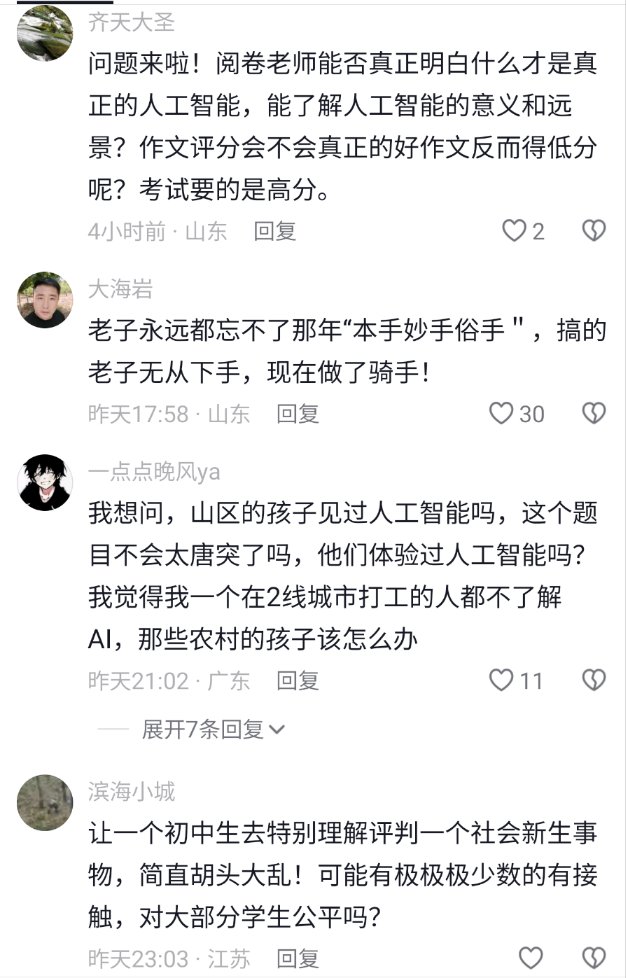 齐天大圣
问题来啦！阅卷老师能否真正明白什么才是真
正的人工智能，能了解人工智能的意义和远
景？作文评分会不会真正的好作文反而得低分
呢？考试要的是高分。
4小时前 · 山东 回复 2
大海岩
老子永远都忘不了那年“本手妙手俗手＂，搞的
老子无从下手，现在做了骑手！
昨天17:58 · 山东 回复 30
一点点晚风ya
我想问，山区的孩子见过人工智能吗，这个题
目不会太唐突了吗，他们体验过人工智能吗？
我觉得我一个在2线城市打工的人都不了解
AI，那些农村的孩子该怎么办
昨天21:02 · 广东 回复 11
展开7条回复
滨海小城
让一个初中生去特别理解评判一个社会新生事
物，简直胡头大乱！可能有极极极少数的有接
触，对大部分学生公平吗？
昨天23:03 · 江苏 回复